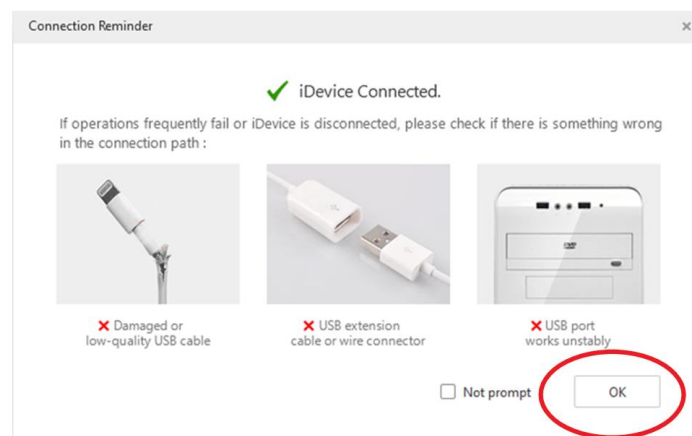 Connection Reminder
iDevice Connected.
If operations frequently fail or iDevice is disconnected, please check if there is something wrong
in the connection path :
DVD
Damaged or
low-quality USB cable
USB extension
cable or wire connector
USB port
works unstably
Not prompt
OK